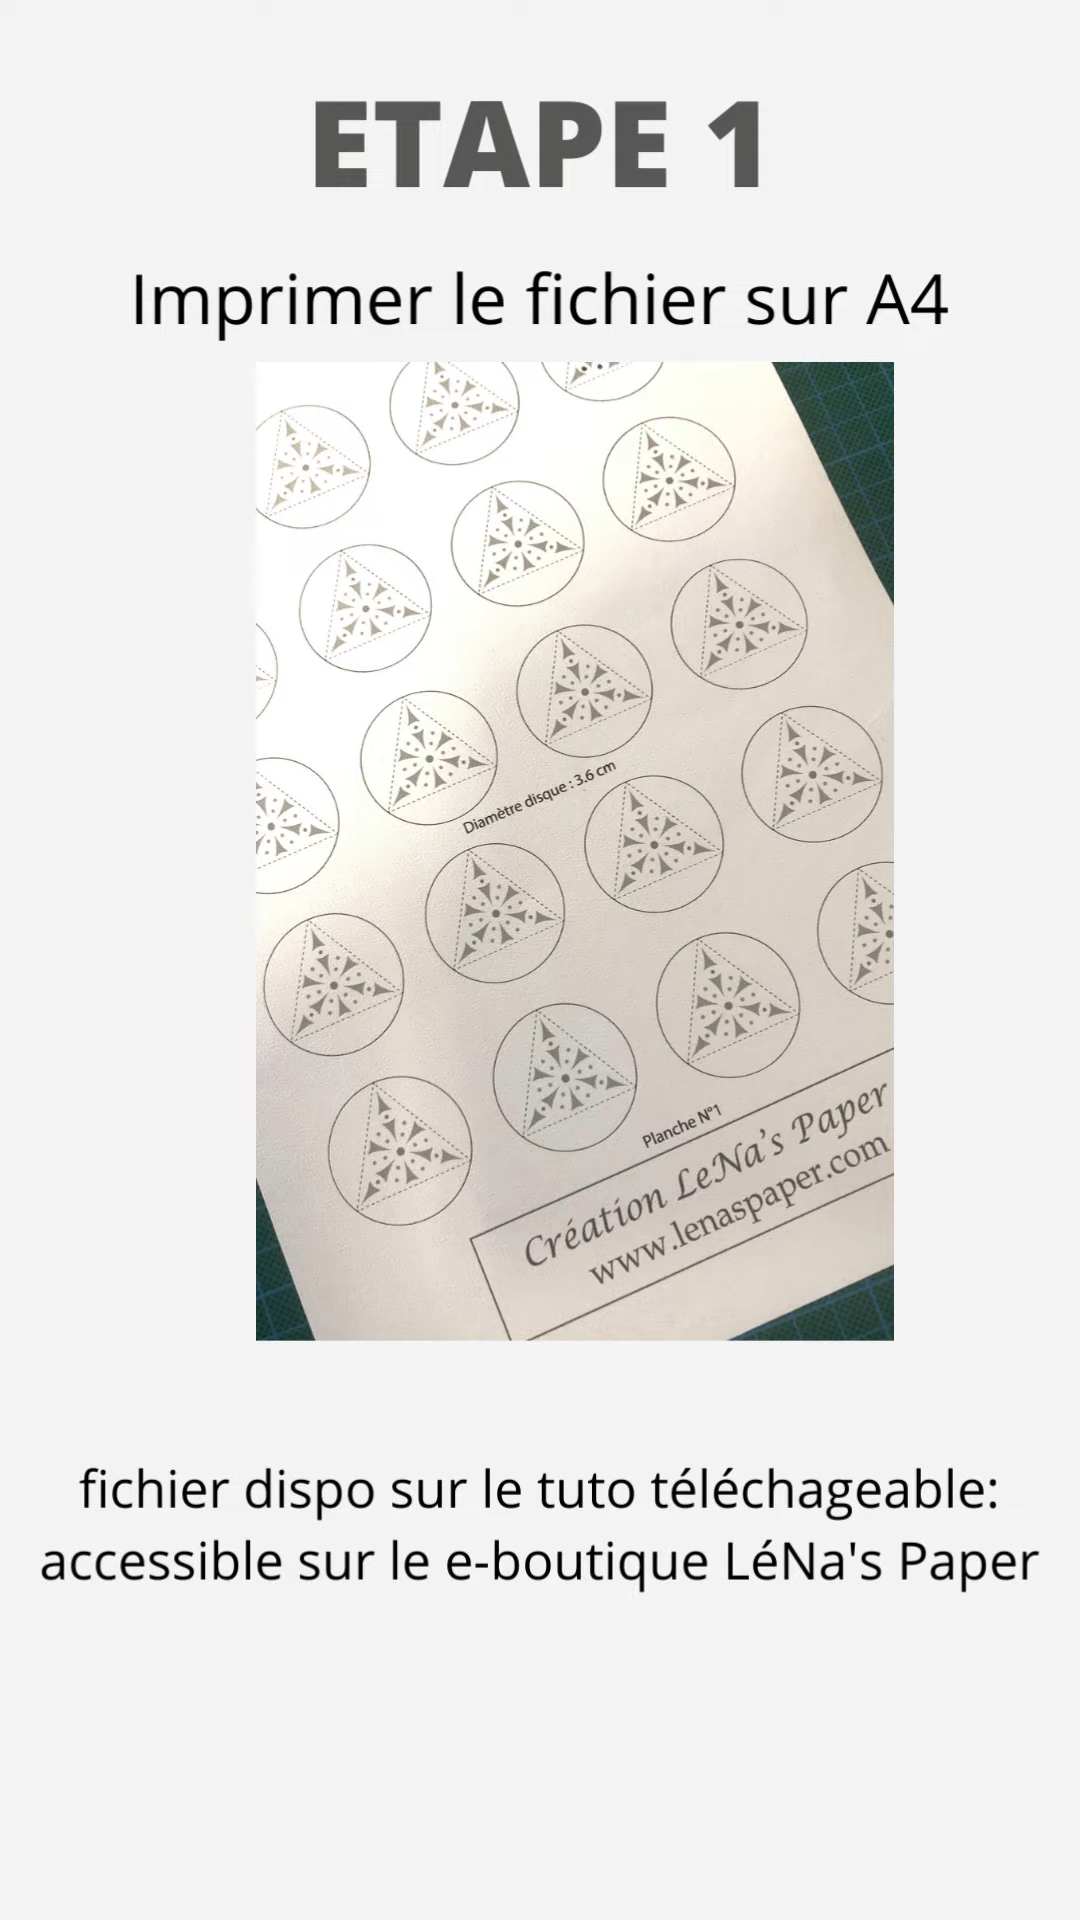 ETAPE 1
Imprimer le fichier sur A4
Diamètre disque : 3.6 cm
Planche N°1
Création LeNa's Paper
www.lenaspaper.com
fichier dispo sur le tuto téléchageable:
accessible sur le e-boutique LéNa's Paper